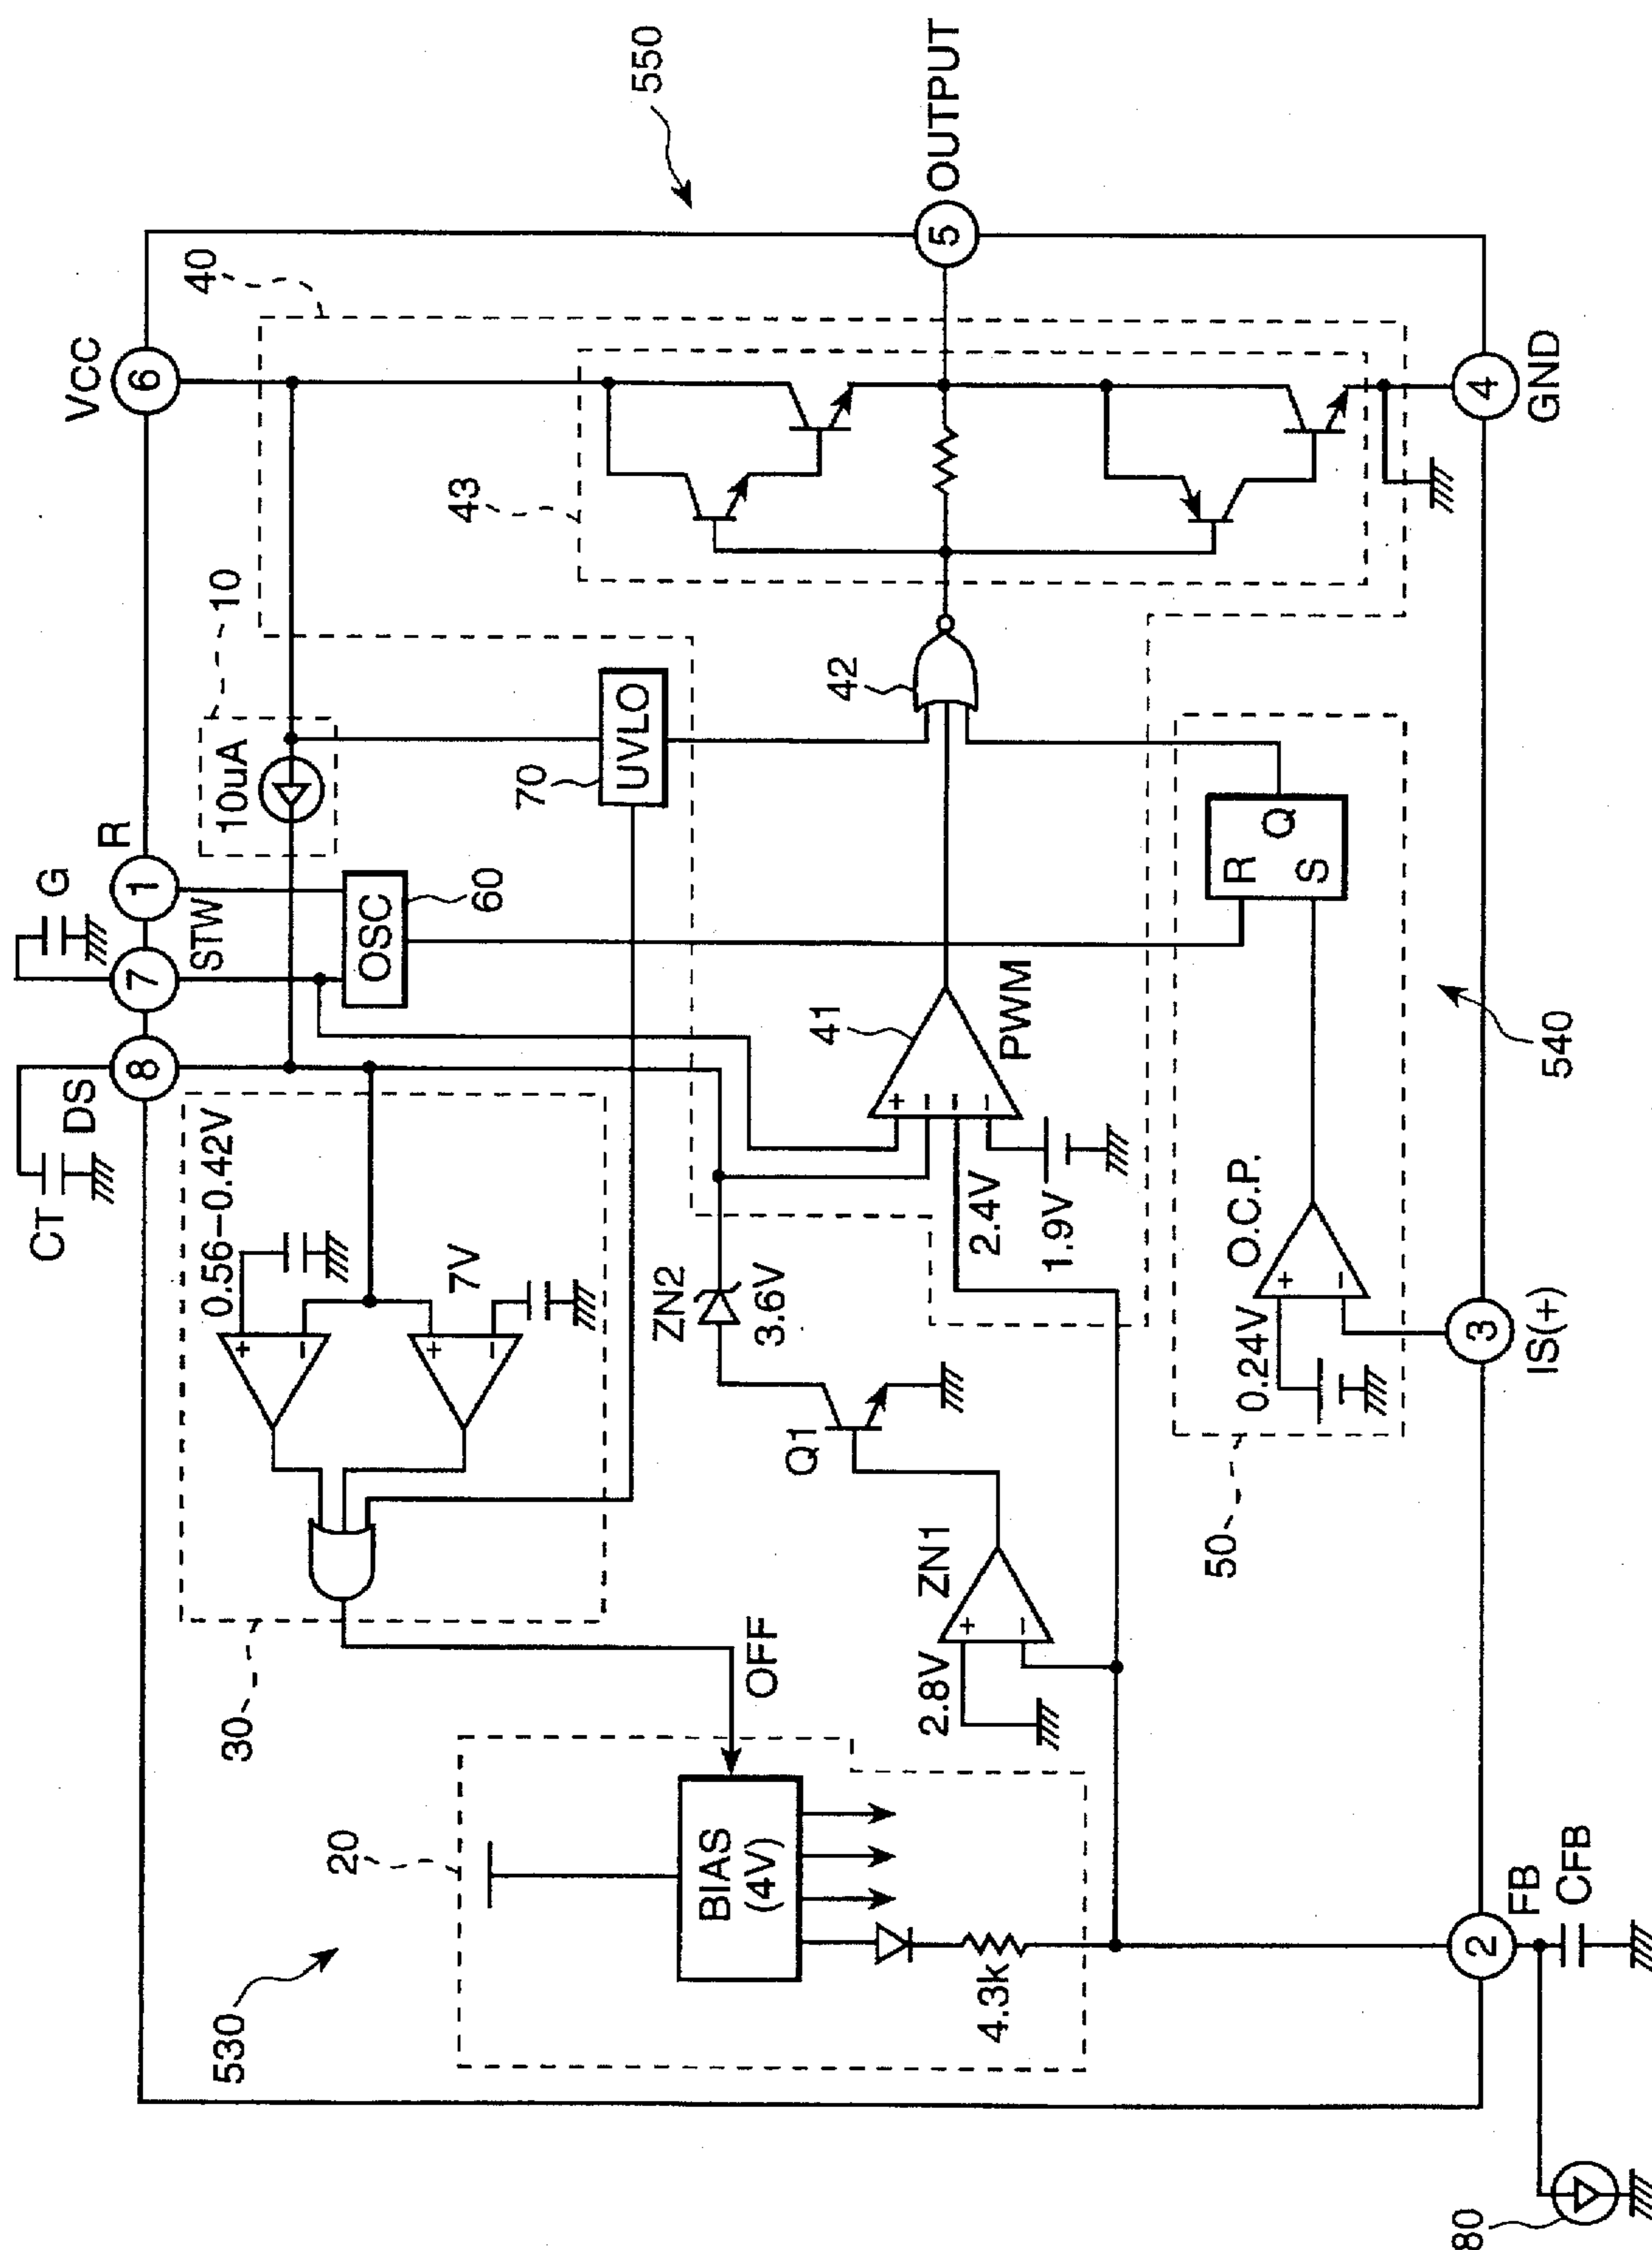 550
VCC
6
40
5
OUTPUT
4
GND
43
R
1
10
10uA
G
7
STW
OSC
60
70
UVLO
42
R
S
Q
CT
8
DS
0.56–0.42V
+
−
7V
+
−
41
PWM
+
−
−
−
2.4V
1.9V
540
ZN2
3.6V
Q1
O.C.P.
+
−
0.24V
50
3
IS(+)
30
OFF
ZN1
+
−
2.8V
20
BIAS
(4V)
4.3k
530
2
FB
CFB
80